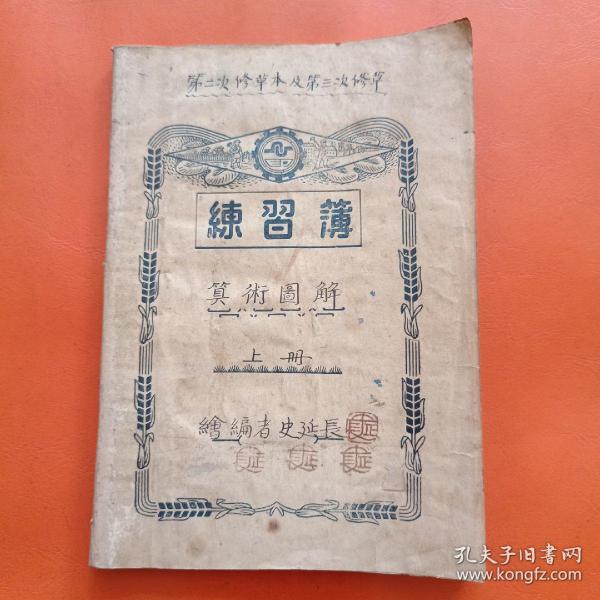 第二次修草本及第三次修草
練習簿
算術圖解
上冊
繪編者史延長
孔夫子旧书网
www.kongfz.com